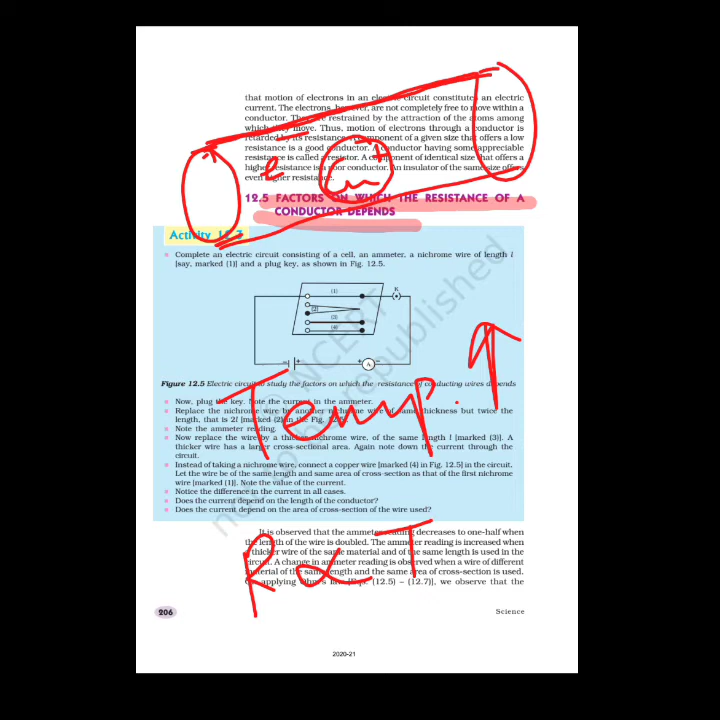 that motion of electrons in an electric circuit constitutes an electric
current. The electrons, however, are not completely free to move within a
conductor. They are restrained by the attraction of the atoms among
which they move. Thus, motion of electrons through a conductor is
retarded by its resistance. A component of a given size that offers a low
resistance is a good conductor. A conductor having some appreciable
resistance is called a resistor. A component of identical size that offers a
higher resistance is a poor conductor. An insulator of the same size offers
even higher resistance.
12.5 FACTORS ON WHICH THE RESISTANCE OF A
CONDUCTOR DEPENDS
Activity 12.3
Complete an electric circuit consisting of a cell, an ammeter, a nichrome wire of length l
[say, marked (1)] and a plug key, as shown in Fig. 12.5.
(1)
K
(2)
(3)
(4)
− +
+ A −
Figure 12.5 Electric circuit to study the factors on which the resistance of conducting wires depends
Now, plug the key. Note the current in the ammeter.
Replace the nichrome wire by another nichrome wire of same thickness but twice the
length, that is 2l [marked (2) in the Fig. 12.5].
Note the ammeter reading.
Now replace the wire by a thicker nichrome wire, of the same length l [marked (3)]. A
thicker wire has a larger cross-sectional area. Again note down the current through the
circuit.
Instead of taking a nichrome wire, connect a copper wire [marked (4) in Fig. 12.5] in the circuit.
Let the wire be of the same length and same area of cross-section as that of the first nichrome
wire [marked (1)]. Note the value of the current.
Notice the difference in the current in all cases.
Does the current depend on the length of the conductor?
Does the current depend on the area of cross-section of the wire used?
Temp. ↑
It is observed that the ammeter reading decreases to one-half when
the length of the wire is doubled. The ammeter reading is increased when
a thicker wire of the same material and of the same length is used in the
circuit. A change in ammeter reading is observed when a wire of different
material of the same length and the same area of cross-section is used.
On applying Ohm's law [Eqs. (12.5) – (12.7)], we observe that the
R ∝ T
206
Science
2020-21
© NCERT
not to be republished